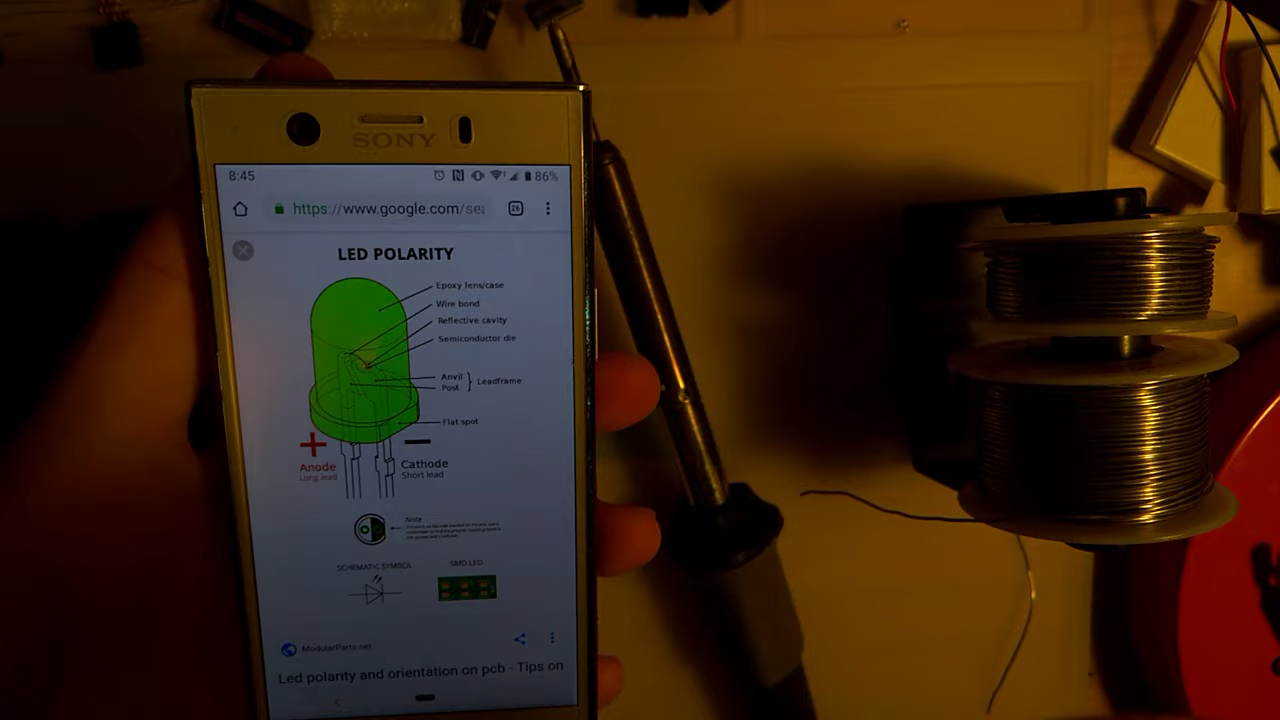 SONY
8:45
86%
https://www.google.com/sea
26
LED POLARITY
Epoxy lens/case
Wire bond
Reflective cavity
Semiconductor die
Anvil
Post
Leadframe
Flat spot
Anode
Long lead
Cathode
Short lead
Note
SCHEMATIC SYMBOL
SMD LED
ModularParts.net
Led polarity and orientation on pcb - Tips on